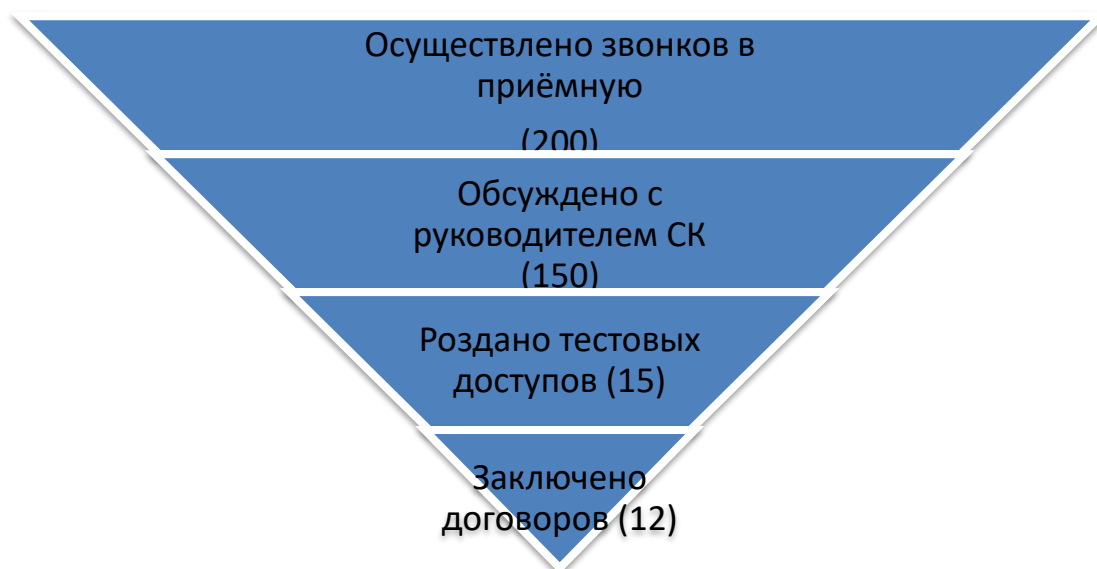 Осуществлено звонков в
приёмную
(200)
Обсуждено с
руководителем СК
(150)
Роздано тестовых
доступов (15)
Заключено
договоров (12)